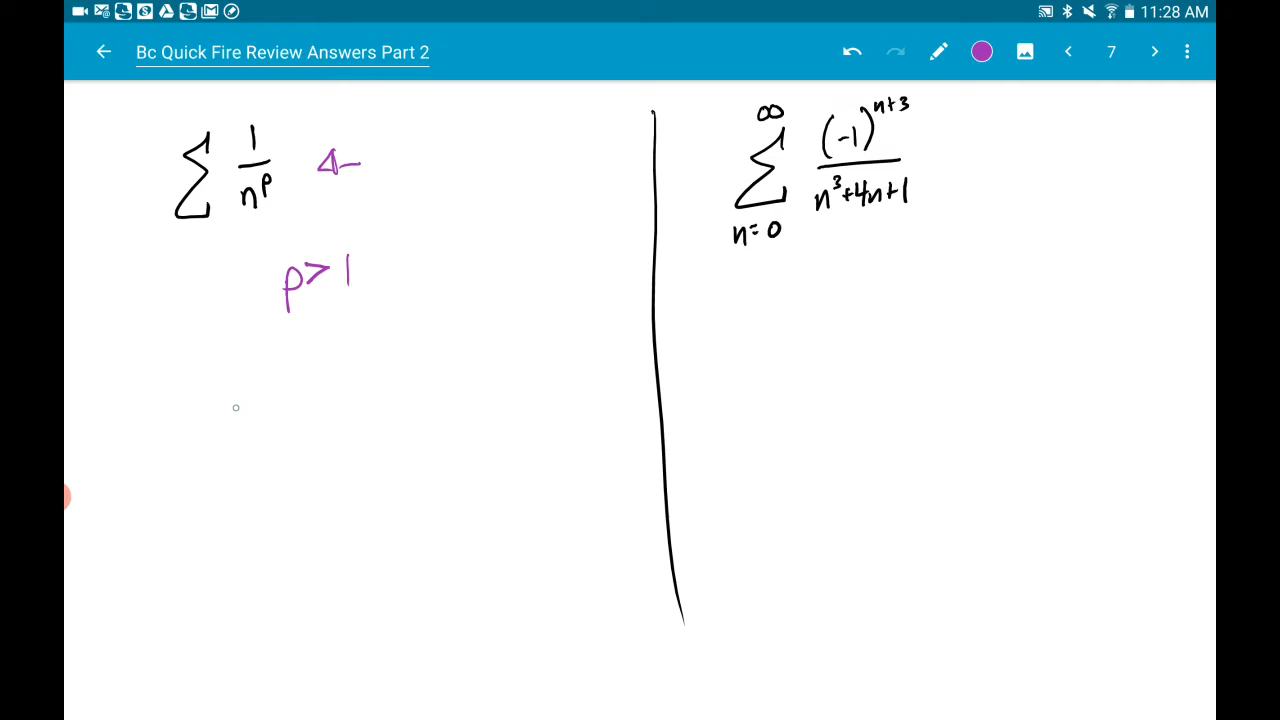 11:28 AM
Bc Quick Fire Review Answers Part 2
7
∑ 1/n^p
p > 1
∞
∑ (-1)^(n+3)/(n^3+4n+1)
n=0